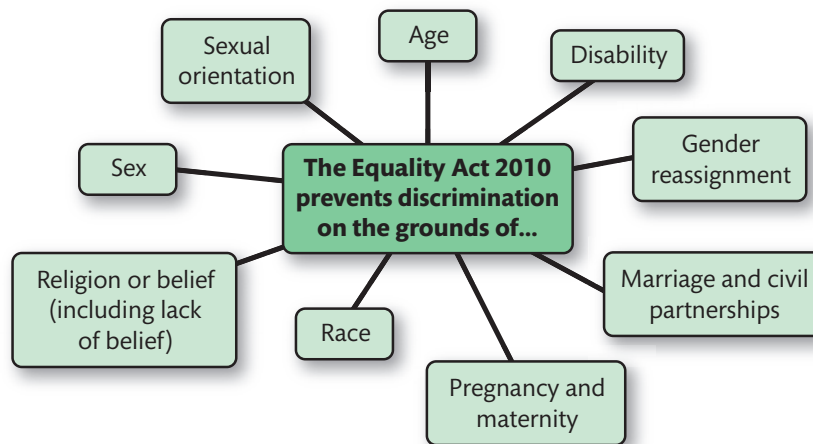 Sexual
orientation
Age
Disability
Sex
The Equality Act 2010
prevents discrimination
on the grounds of...
Gender
reassignment
Religion or belief
(including lack
of belief)
Race
Marriage and civil
partnerships
Pregnancy and
maternity